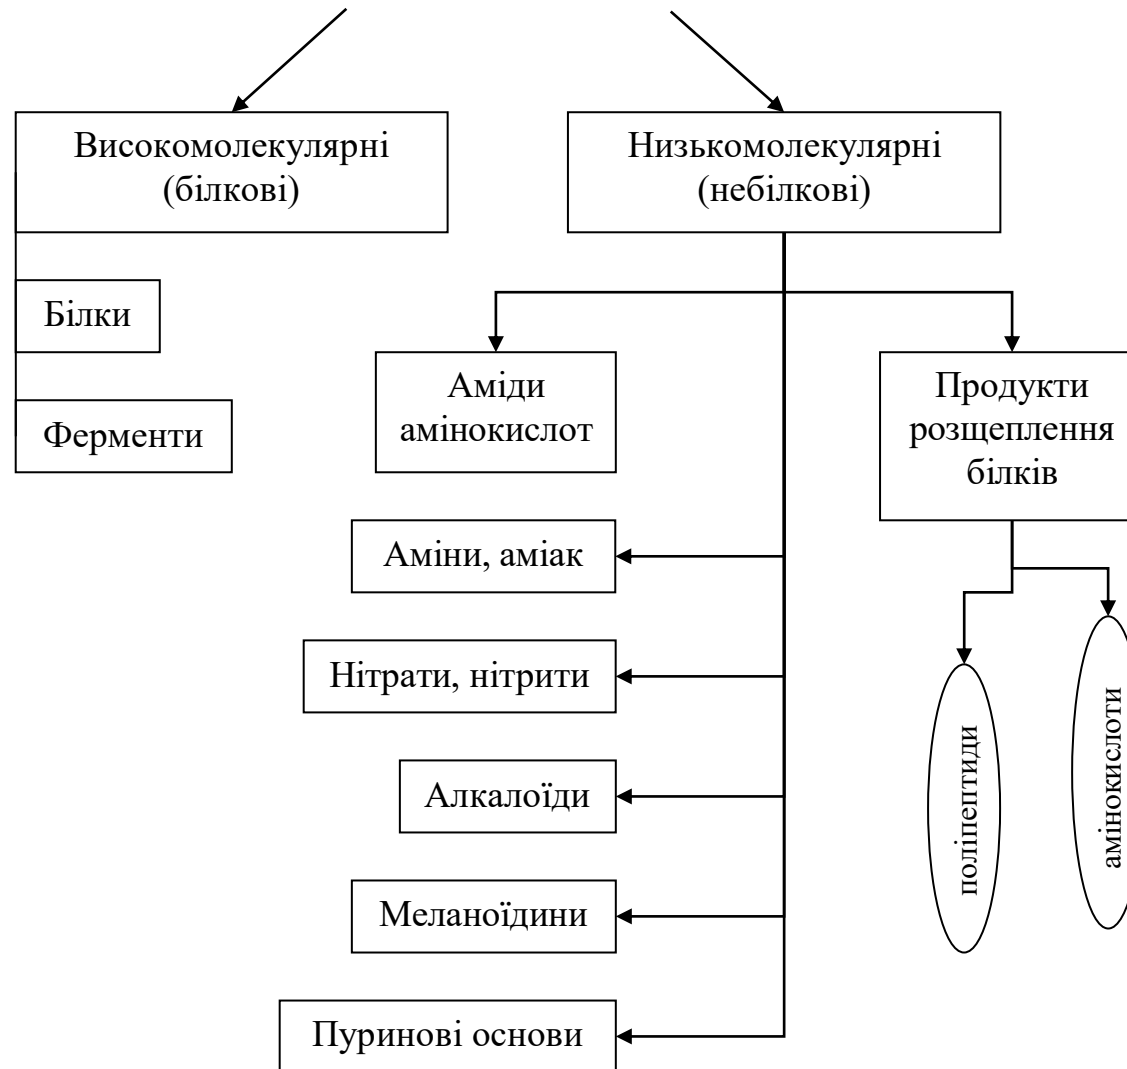 Високомолекулярні
(білкові)
Низькомолекулярні
(небілкові)
Білки
Ферменти
Аміди
амінокислот
Продукти
розщеплення
білків
Аміни, аміак
Нітрати, нітрити
Алкалоїди
Меланоїдини
Пуринові основи
поліпептиди
амінокислоти